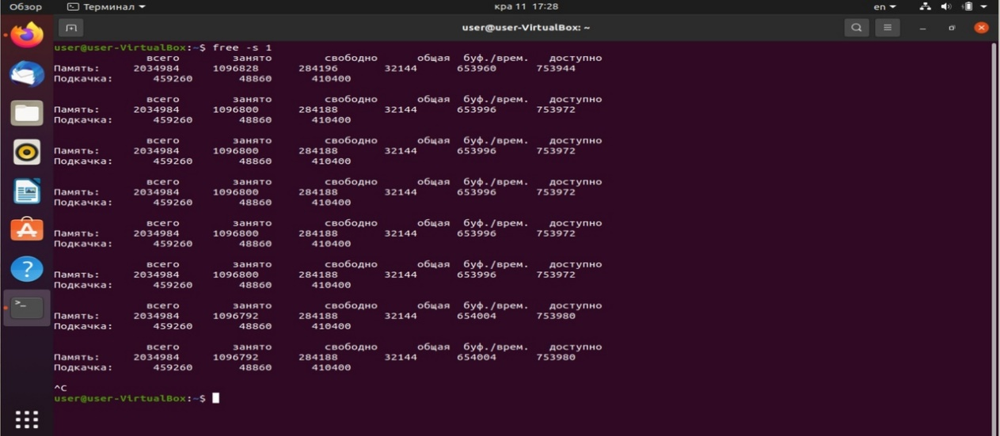 Обзор Терминал кра 11 17:28 en
user@user-VirtualBox: ~
user@user-VirtualBox:~$ free -s 1
всего занято свободно общая буф./врем. доступно
Память: 2034984 1096828 284196 32144 653960 753944
Подкачка: 459260 48860 410400
всего занято свободно общая буф./врем. доступно
Память: 2034984 1096800 284188 32144 653996 753972
Подкачка: 459260 48860 410400
всего занято свободно общая буф./врем. доступно
Память: 2034984 1096800 284188 32144 653996 753972
Подкачка: 459260 48860 410400
всего занято свободно общая буф./врем. доступно
Память: 2034984 1096800 284188 32144 653996 753972
Подкачка: 459260 48860 410400
всего занято свободно общая буф./врем. доступно
Память: 2034984 1096800 284188 32144 653996 753972
Подкачка: 459260 48860 410400
всего занято свободно общая буф./врем. доступно
Память: 2034984 1096800 284188 32144 653996 753972
Подкачка: 459260 48860 410400
всего занято свободно общая буф./врем. доступно
Память: 2034984 1096792 284188 32144 654004 753980
Подкачка: 459260 48860 410400
всего занято свободно общая буф./врем. доступно
Память: 2034984 1096792 284188 32144 654004 753980
Подкачка: 459260 48860 410400
^C
user@user-VirtualBox:~$